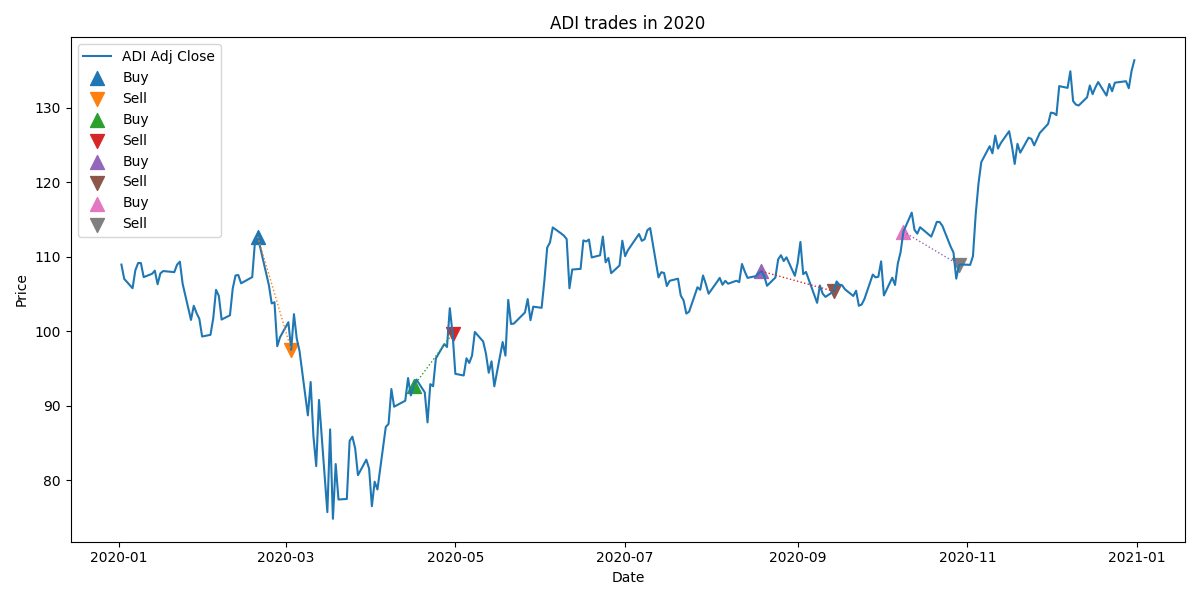 ADI trades in 2020
ADI Adj Close
Buy
Sell
Buy
Sell
Buy
Sell
Buy
Sell
Price
130
120
110
100
90
80
2020-01 2020-03 2020-05 2020-07 2020-09 2020-11 2021-01
Date